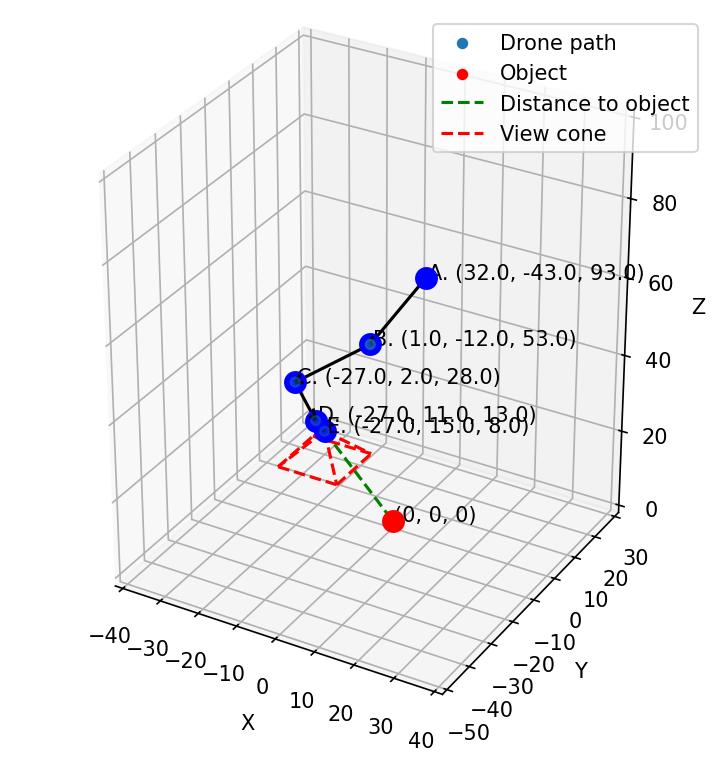 Drone path
Object
Distance to object
View cone
100
80
60
40
20
0
Z
A. (32.0, -43.0, 93.0)
B. (1.0, -12.0, 53.0)
C. (-27.0, 2.0, 28.0)
D. (-27.0, 11.0, 13.0)
E. (-27.0, 15.0, 8.0)
(0, 0, 0)
30
20
10
0
−10
−20
−30
−40
−50
Y
−40
−30
−20
−10
0
10
20
30
40
X